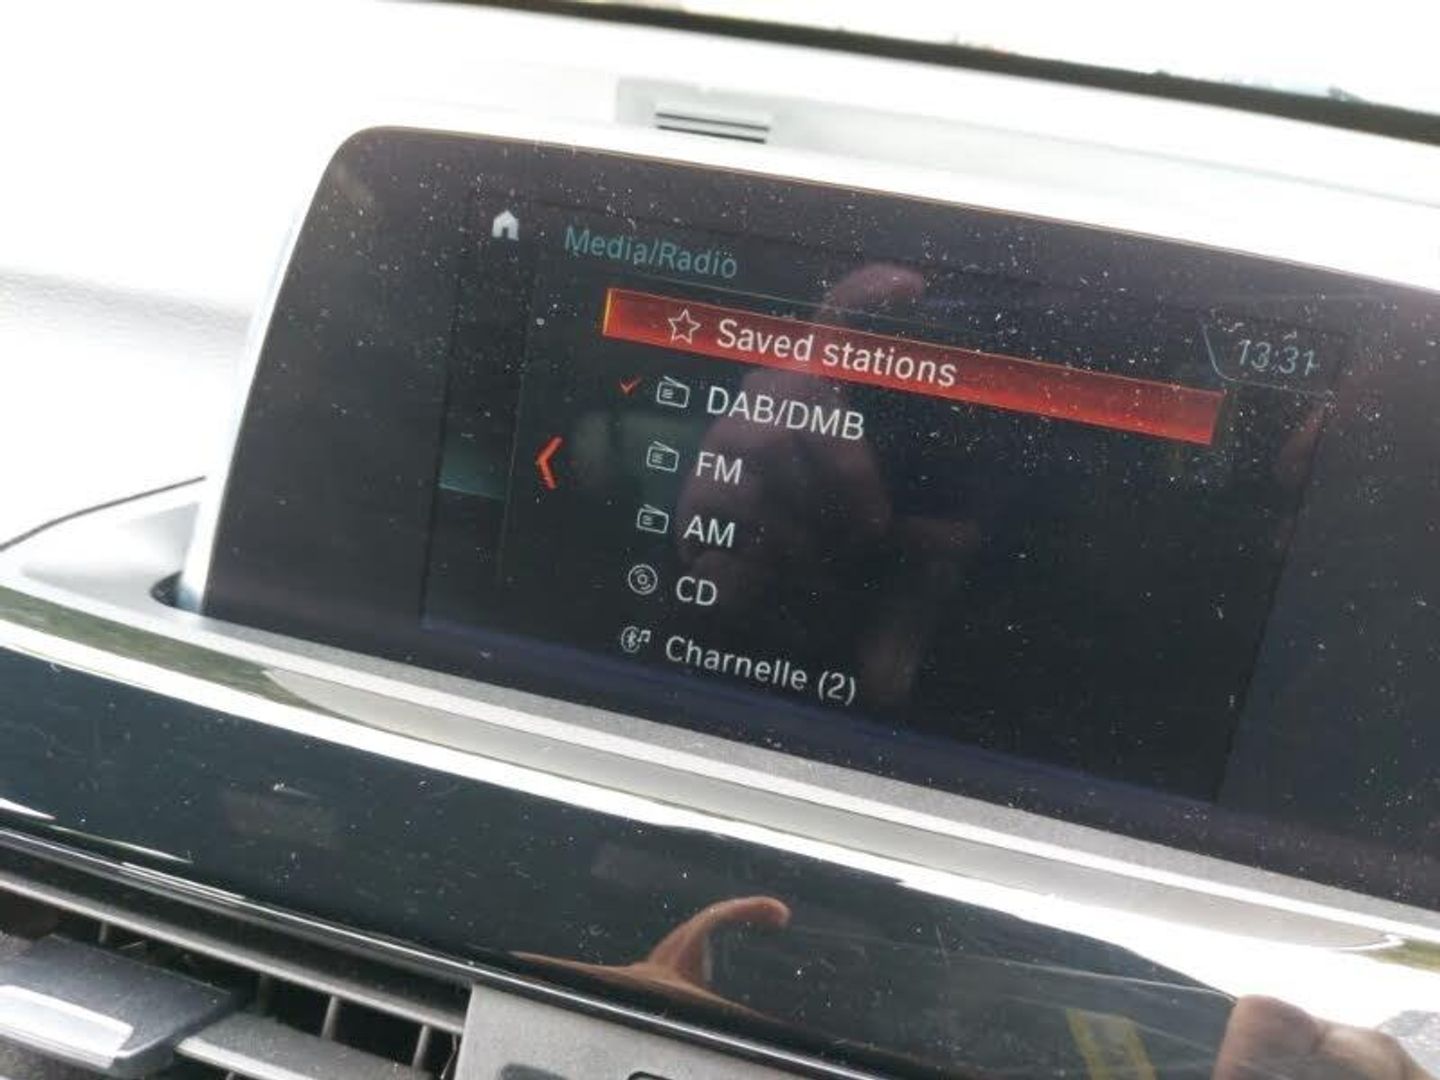 Media/Radio
13:31
Saved stations
DAB/DMB
FM
AM
CD
Charnelle (2)